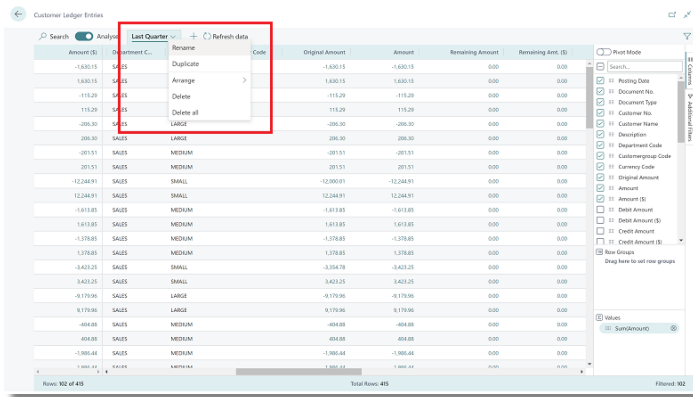 Customer Ledger Entries
Search Analyse Last Quarter Refresh data
Rename
Duplicate
Arrange
Delete
Delete all
Amount ($) Department C... Code Original Amount Amount Remaining Amount Remaining Amt. ($)
-1,630.15 SALES -1,630.15 -1,630.15 0.00 0.00
1,630.15 SALES 1,630.15 1,630.15 0.00 0.00
-115.29 SALES -115.29 -115.29 0.00 0.00
115.29 SALES 115.29 115.29 0.00 0.00
-206.30 SALES LARGE -206.30 -206.30 0.00 0.00
206.30 SALES LARGE 206.30 206.30 0.00 0.00
-201.51 SALES MEDIUM -201.51 -201.51 0.00 0.00
201.51 SALES MEDIUM 201.51 201.51 0.00 0.00
-12,244.91 SALES SMALL -12,244.91 0.00 0.00
12,244.91 SALES SMALL 12,244.91 12,244.91 0.00 0.00
-1,613.85 SALES MEDIUM -1,613.85 -1,613.85 0.00 0.00
1,613.85 SALES MEDIUM 1,613.85 1,613.85 0.00 0.00
-1,378.85 SALES MEDIUM -1,378.85 -1,378.85 0.00 0.00
1,378.85 SALES MEDIUM 1,378.85 1,378.85 0.00 0.00
-3,423.25 SALES SMALL -3,354.78 -3,423.25 0.00 0.00
3,423.25 SALES SMALL 3,423.25 3,423.25 0.00 0.00
-9,179.96 SALES LARGE -9,179.96 -9,179.96 0.00 0.00
9,179.96 SALES LARGE 9,179.96 9,179.96 0.00 0.00
-404.88 SALES MEDIUM -404.88 -404.88 0.00 0.00
404.88 SALES MEDIUM 404.88 404.88 0.00 0.00
-1,986.44 SALES MEDIUM -1,986.44 -1,986.44 0.00 0.00
1,986.44 SALES MEDIUM 1,986.44 1,986.44 0.00 0.00
Rows: 102 of 415 Total Rows: 415 Filtered: 102
Pivot Mode
Search...
Posting Date
Document No.
Document Type
Customer No.
Customer Name
Description
Department Code
Customergroup Code
Currency Code
Original Amount
Amount
Amount ($)
Debit Amount
Debit Amount ($)
Credit Amount
Credit Amount ($)
Row Groups
Drag here to set row groups
Values
Sum(Amount)
Columns
Additional Filters